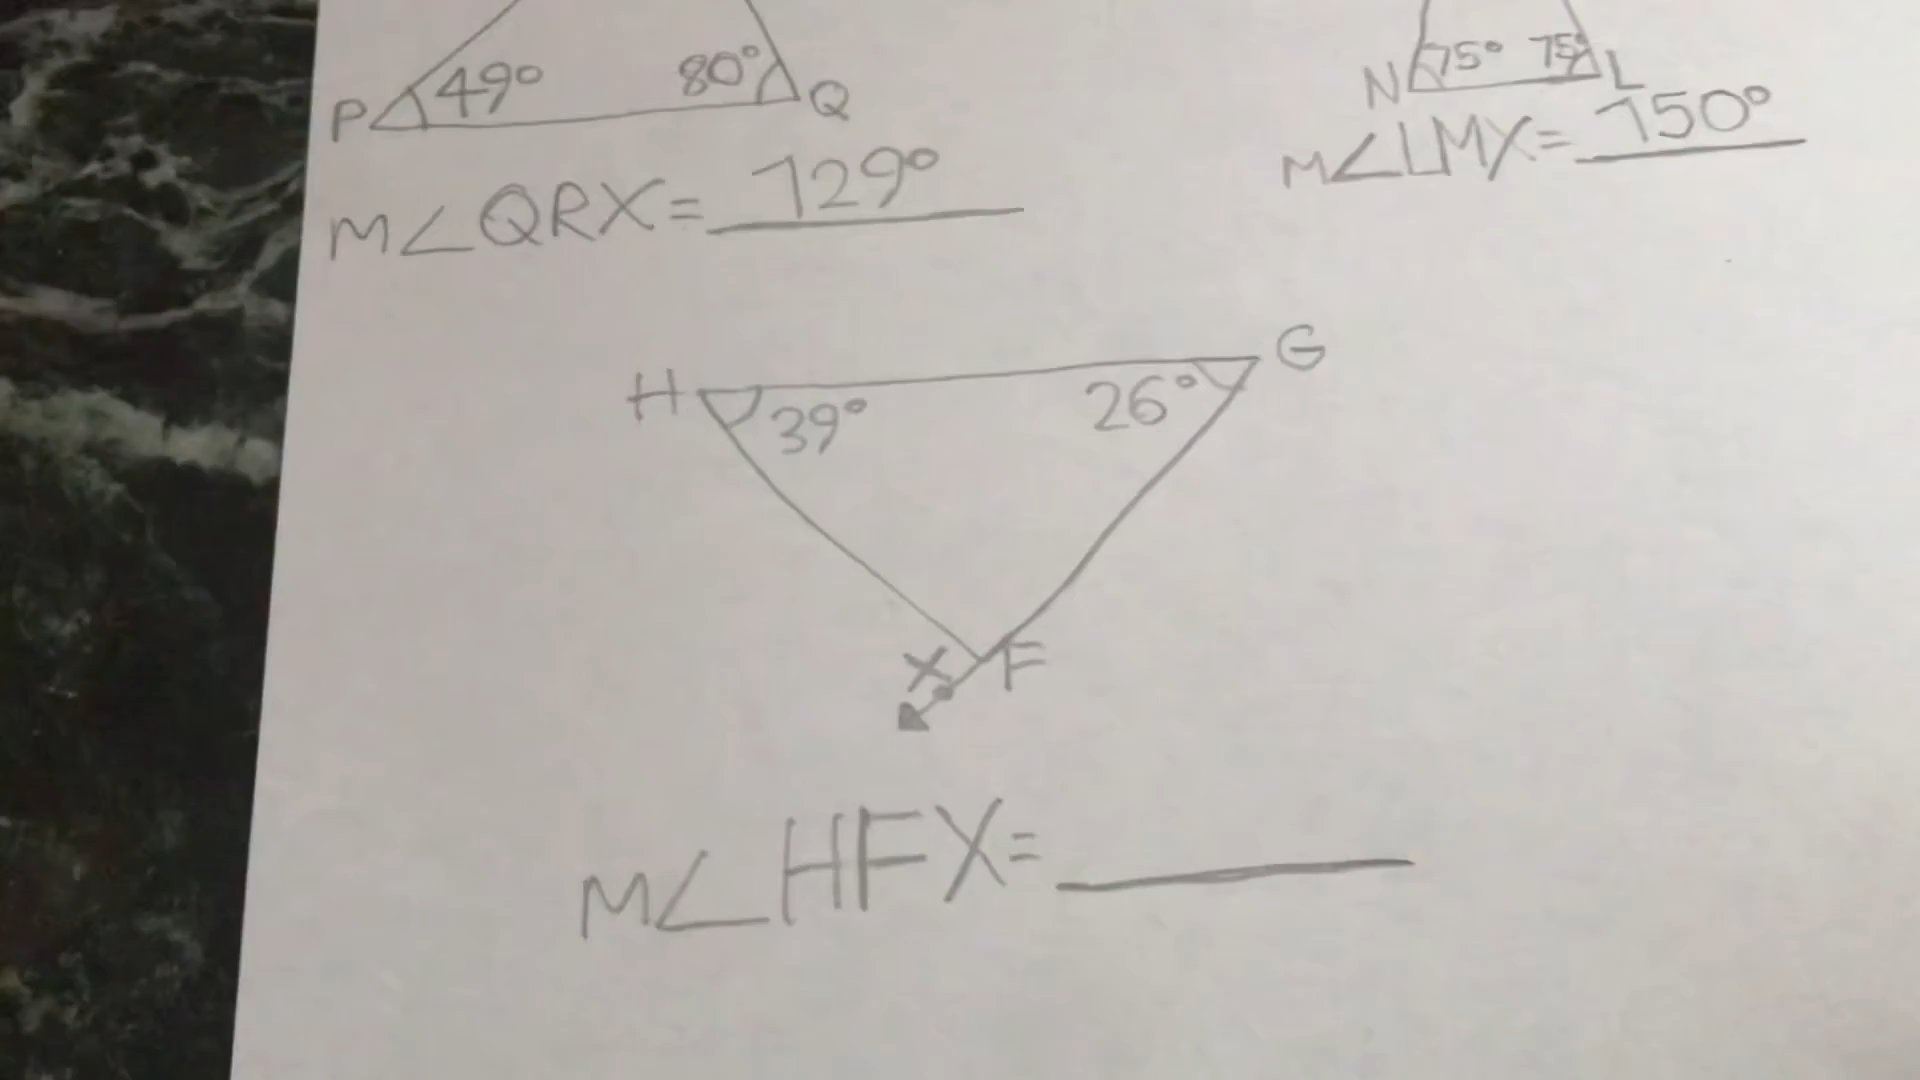 49° 80°
P Q
M∠QRX= 129°
75° 75°
N L
M∠LMX= 150°
H G
39° 26°
X F
M∠HFX=